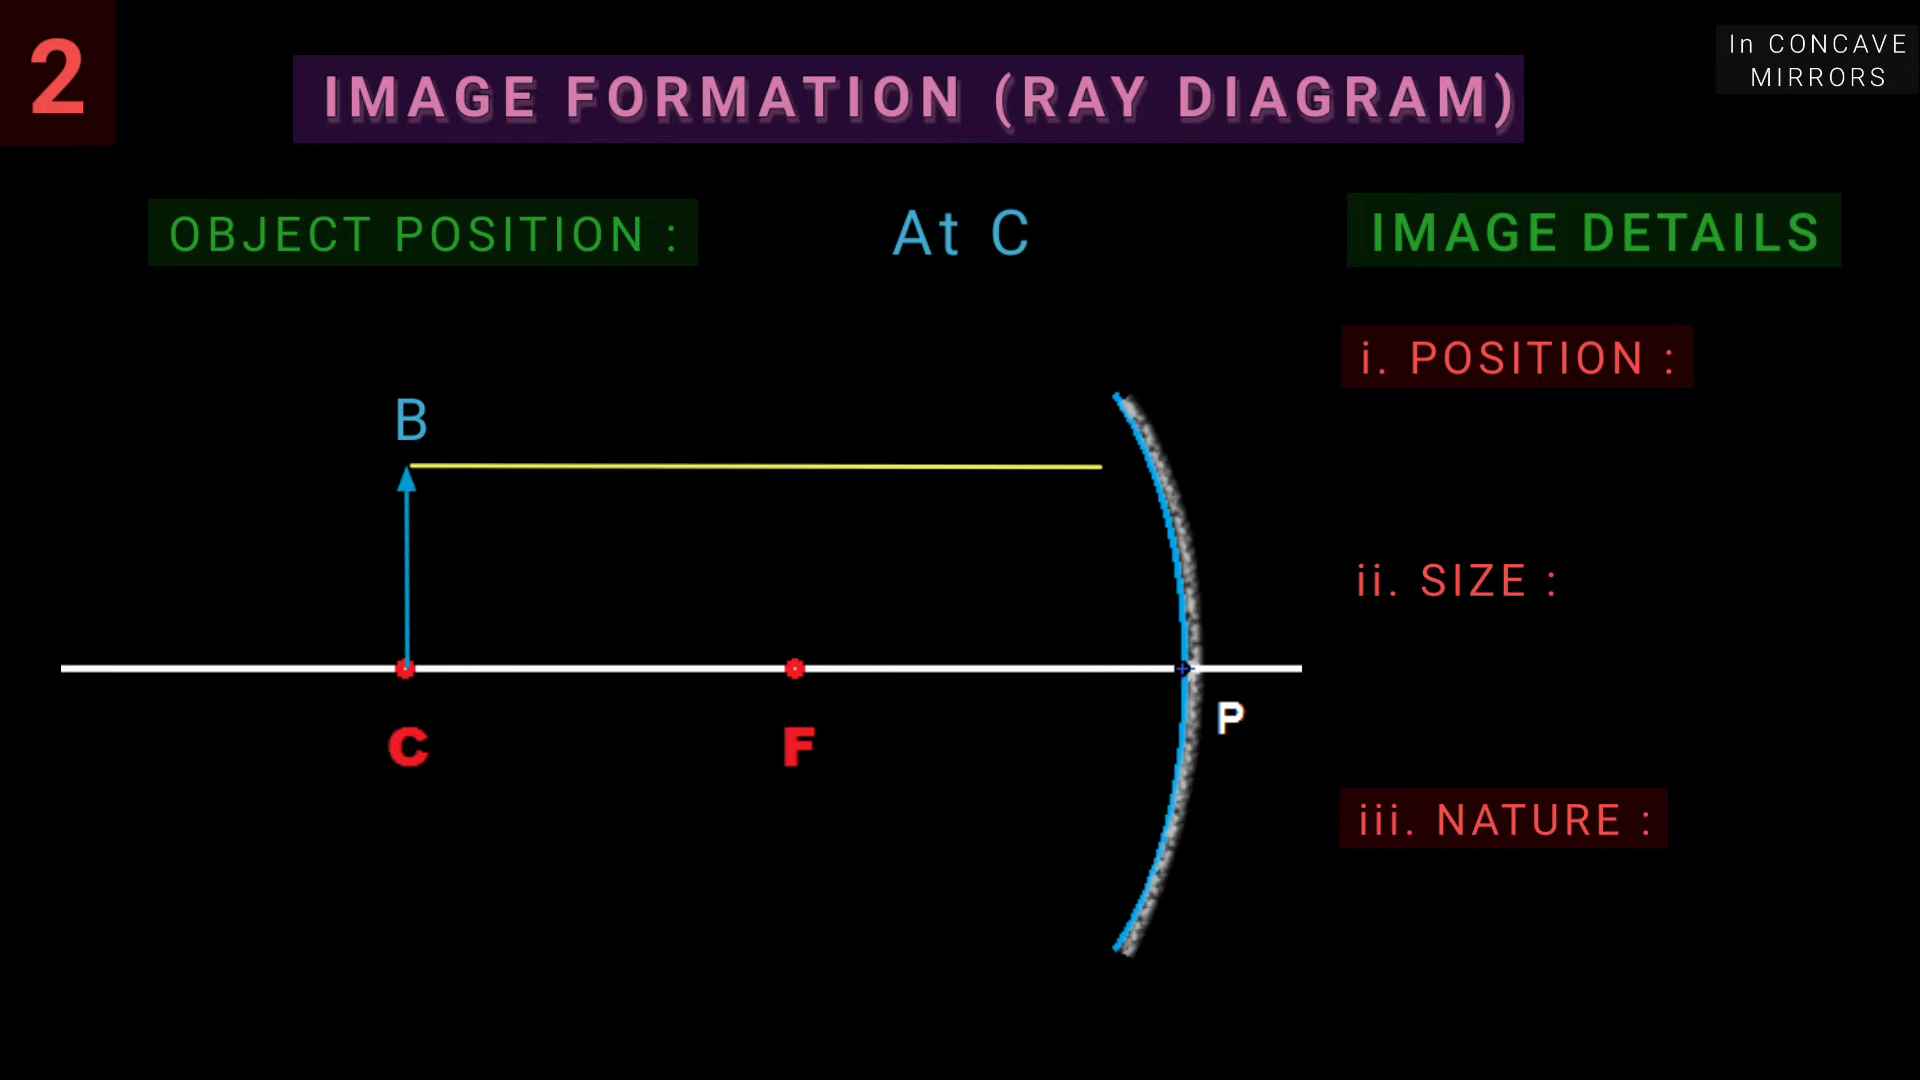 2
In CONCAVE
MIRRORS
IMAGE FORMATION (RAY DIAGRAM)
OBJECT POSITION :
At C
IMAGE DETAILS
i. POSITION :
B
ii. SIZE :
P
C
F
iii. NATURE :